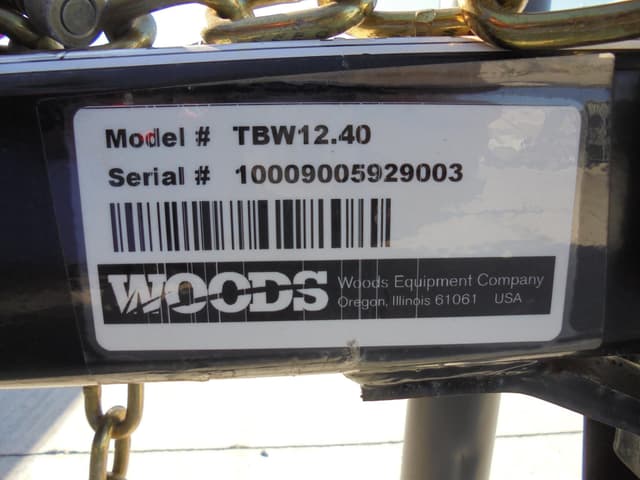 Model # TBW12.40
Serial # 10009005929003
WOODS
Woods Equipment Company
Oregon, Illinois 61061 USA